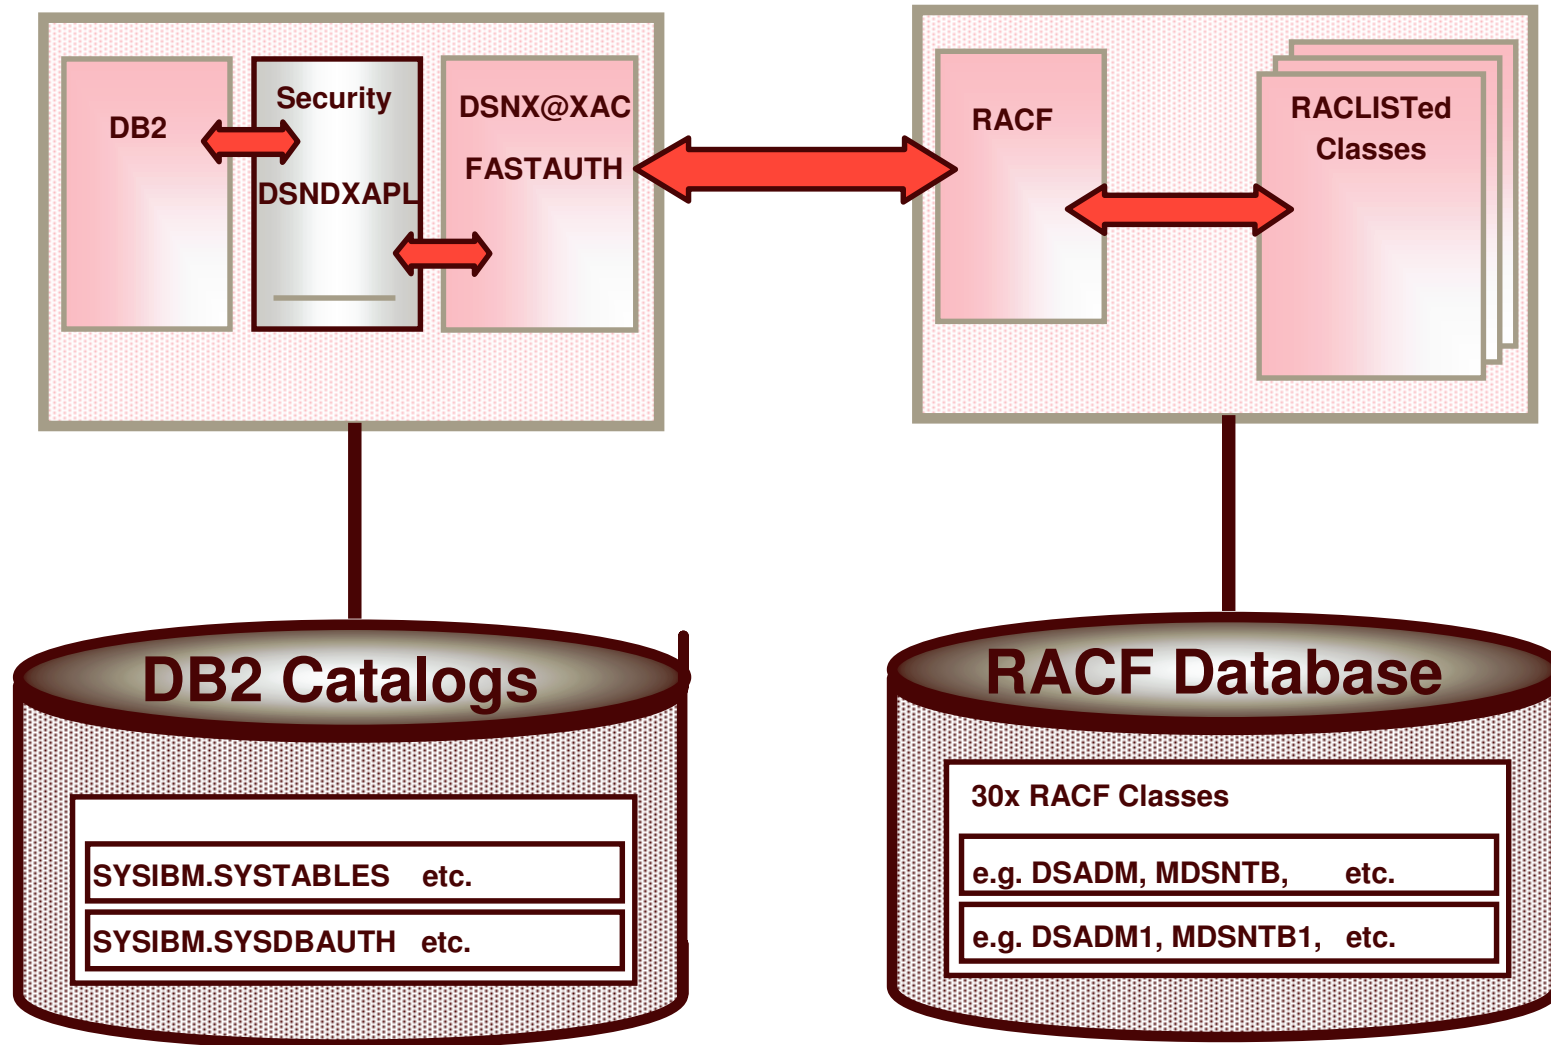 DB2
Security
DSNDXAPL
DSNX@XAC
FASTAUTH
RACF
RACLISTed
Classes
DB2 Catalogs
SYSIBM.SYSTABLES etc.
SYSIBM.SYSDBAUTH etc.
RACF Database
30x RACF Classes
e.g. DSADM, MDSNTB, etc.
e.g. DSADM1, MDSNTB1, etc.